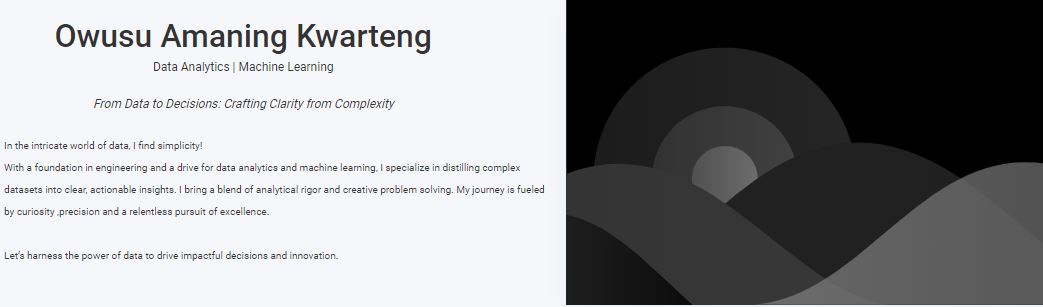 Owusu Amaning Kwarteng
Data Analytics | Machine Learning
From Data to Decisions: Crafting Clarity from Complexity
In the intricate world of data, I find simplicity!
With a foundation in engineering and a drive for data analytics and machine learning, I specialize in distilling complex
datasets into clear, actionable insights. I bring a blend of analytical rigor and creative problem solving. My journey is fueled
by curiosity ,precision and a relentless pursuit of excellence.
Let's harness the power of data to drive impactful decisions and innovation.